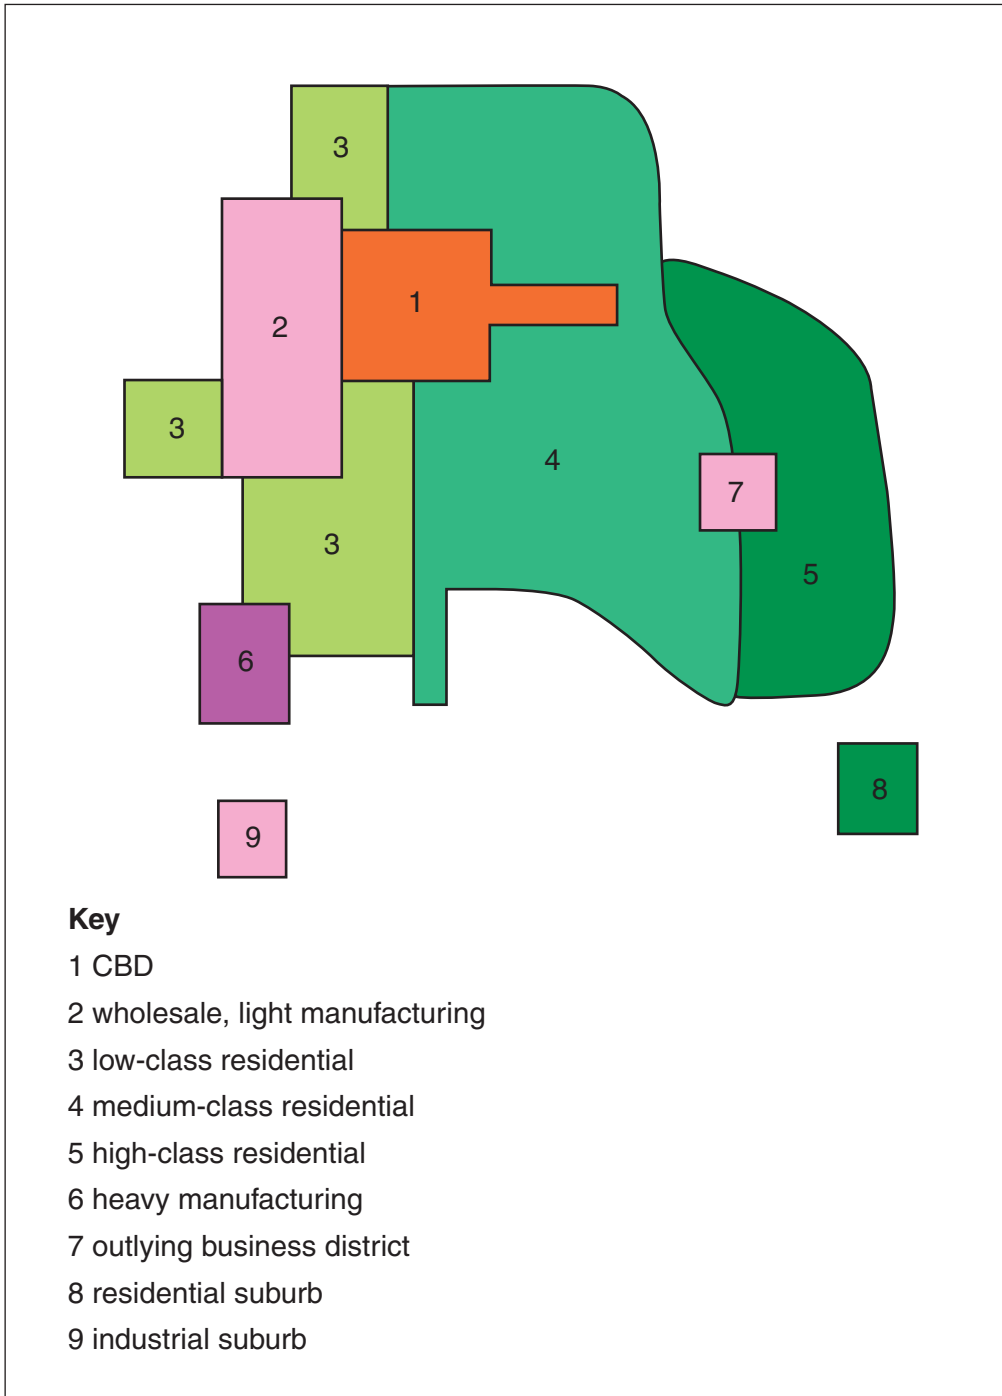 3
1
2
3
4
7
3
5
6
8
9
Key
1 CBD
2 wholesale, light manufacturing
3 low-class residential
4 medium-class residential
5 high-class residential
6 heavy manufacturing
7 outlying business district
8 residential suburb
9 industrial suburb